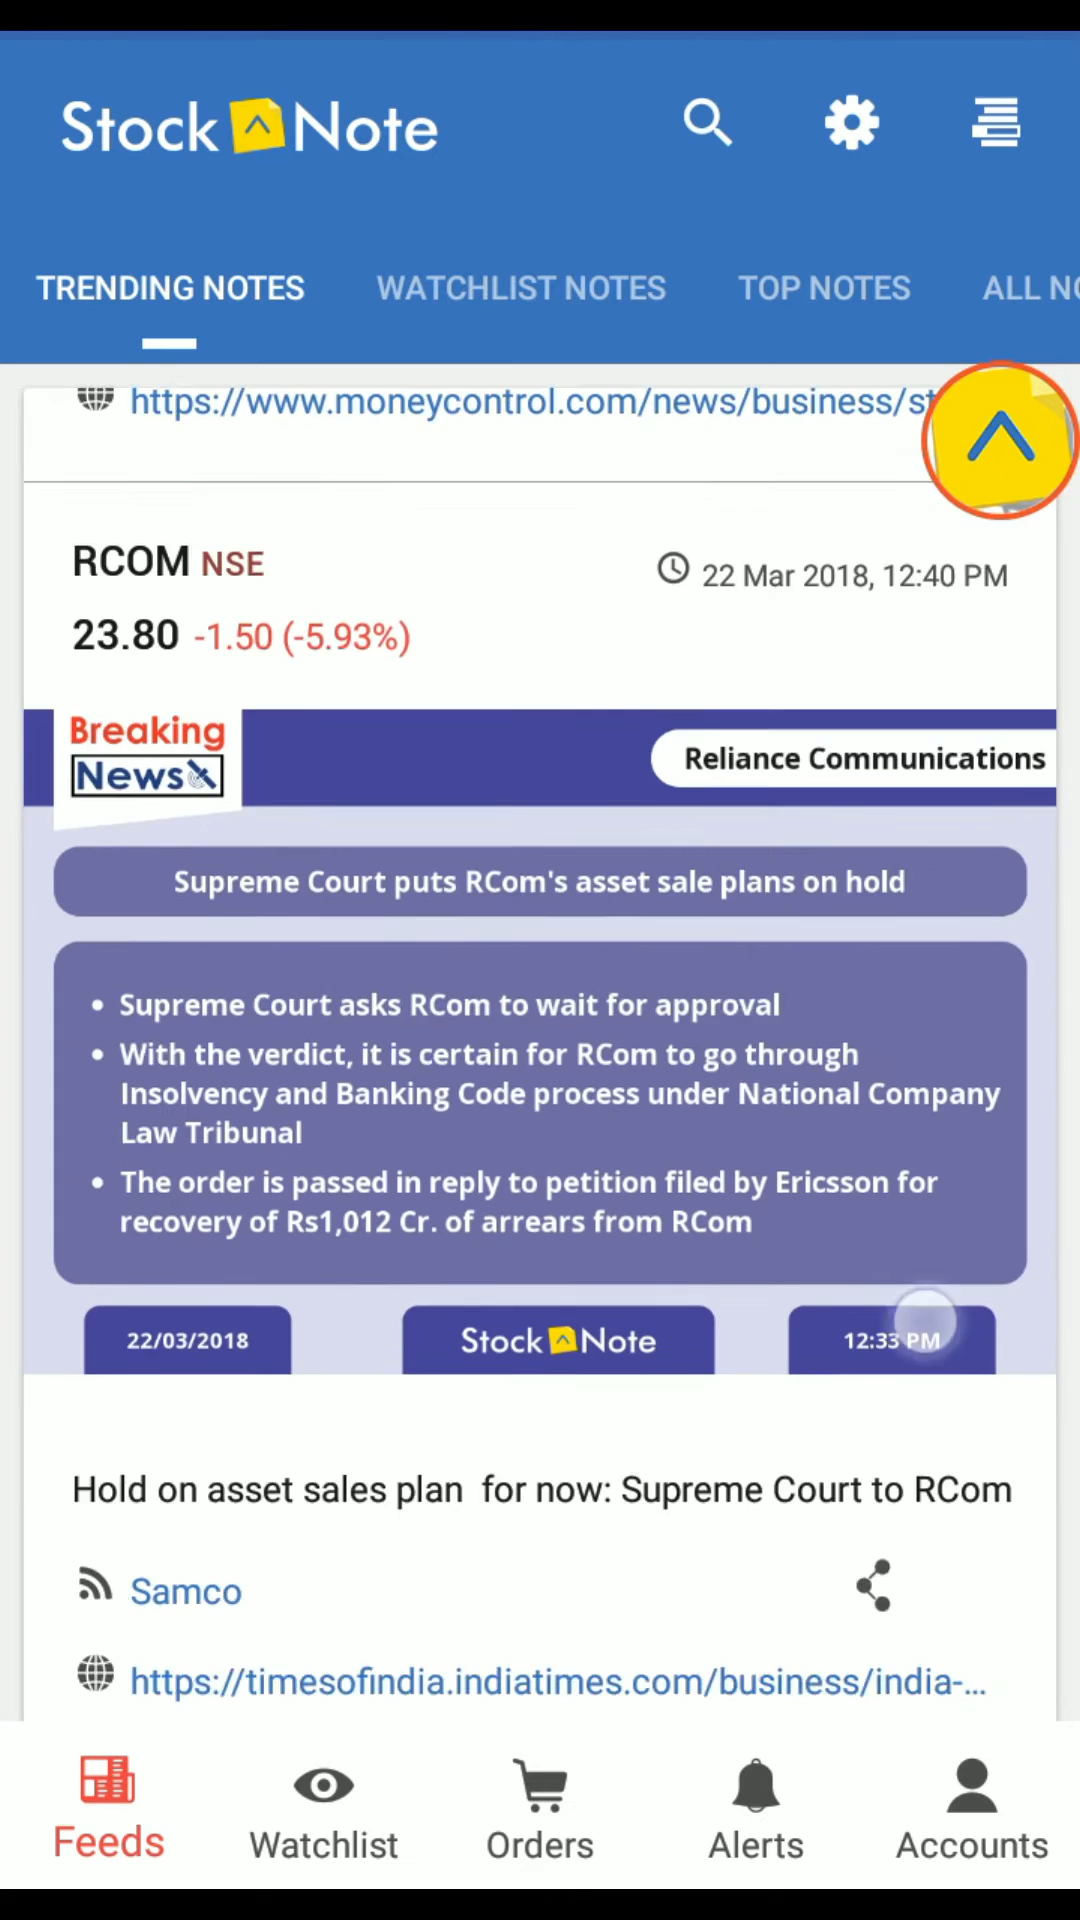 Stock Note
TRENDING NOTES WATCHLIST NOTES TOP NOTES ALL NO
https://www.moneycontrol.com/news/business/st
RCOM NSE
22 Mar 2018, 12:40 PM
23.80 -1.50 (-5.93%)
Breaking
News
Reliance Communications
Supreme Court puts RCom's asset sale plans on hold
• Supreme Court asks RCom to wait for approval
• With the verdict, it is certain for RCom to go through
Insolvency and Banking Code process under National Company
Law Tribunal
• The order is passed in reply to petition filed by Ericsson for
recovery of Rs1,012 Cr. of arrears from RCom
22/03/2018 Stock Note 12:33 PM
Hold on asset sales plan for now: Supreme Court to RCom
Samco
https://timesofindia.indiatimes.com/business/india-...
Feeds Watchlist Orders Alerts Accounts